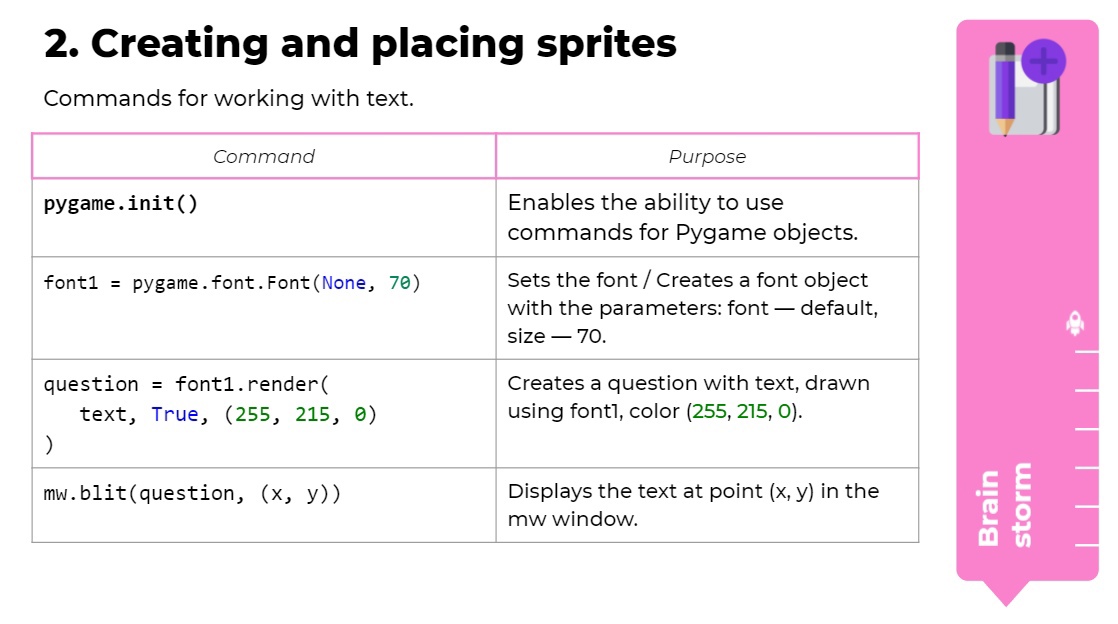 2. Creating and placing sprites
Commands for working with text.
Command
Purpose
pygame.init()
Enables the ability to use
commands for Pygame objects.
font1 = pygame.font.Font(None, 70)
Sets the font / Creates a font object
with the parameters: font — default,
size — 70.
question = font1.render(
text, True, (255, 215, 0)
)
Creates a question with text, drawn
using font1, color (255, 215, 0).
mw.blit(question, (x, y))
Displays the text at point (x, y) in the
mw window.
Brain
storm